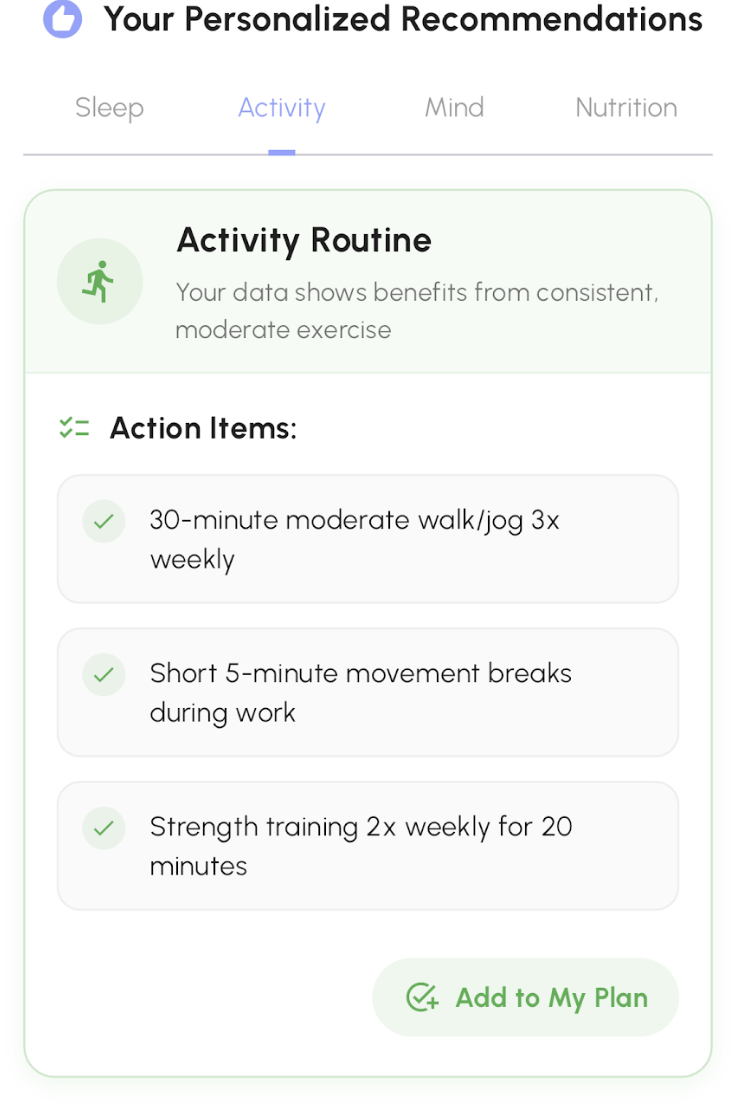 Your Personalized Recommendations
Sleep
Activity
Mind
Nutrition
Activity Routine
Your data shows benefits from consistent,
moderate exercise
Action Items:
30-minute moderate walk/jog 3x
weekly
Short 5-minute movement breaks
during work
Strength training 2x weekly for 20
minutes
Add to My Plan